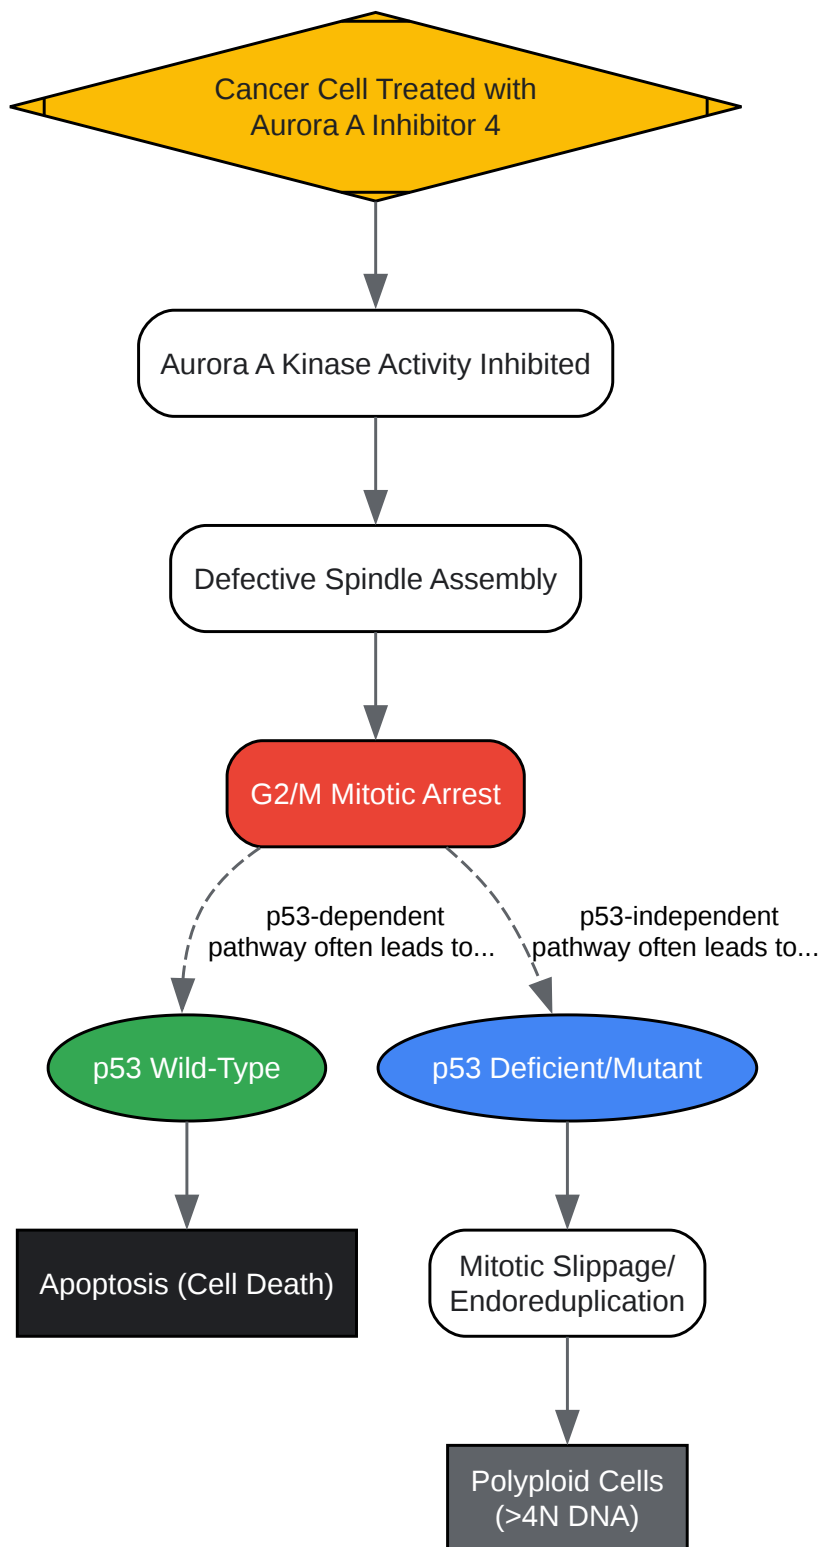 Cancer Cell Treated with
Aurora A Inhibitor 4
Aurora A Kinase Activity Inhibited
Defective Spindle Assembly
G2/M Mitotic Arrest
p53-dependent
pathway often leads to...
p53-independent
pathway often leads to...
p53 Wild-Type
p53 Deficient/Mutant
Apoptosis (Cell Death)
Mitotic Slippage/
Endoreduplication
Polyploid Cells
(>4N DNA)